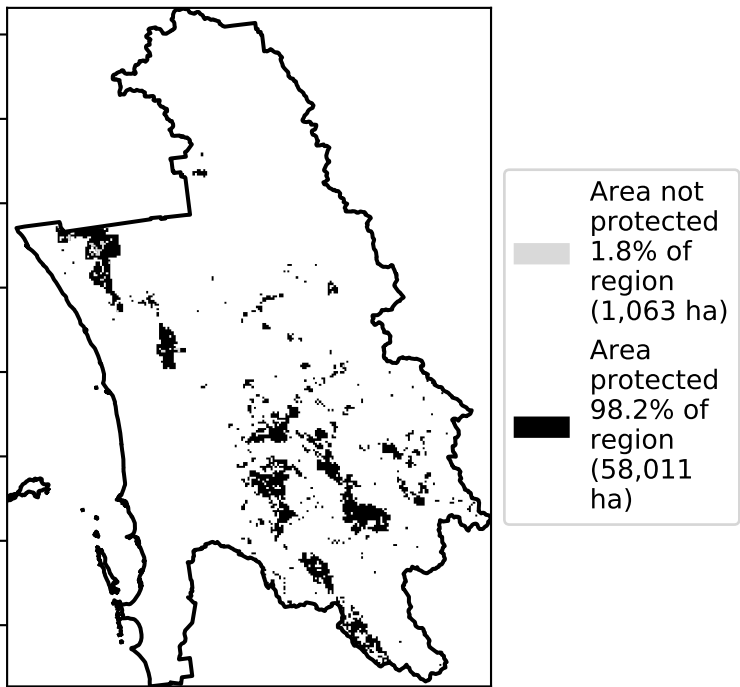 Area not
protected
1.8% of
region
(1,063 ha)
Area
protected
98.2% of
region
(58,011
ha)